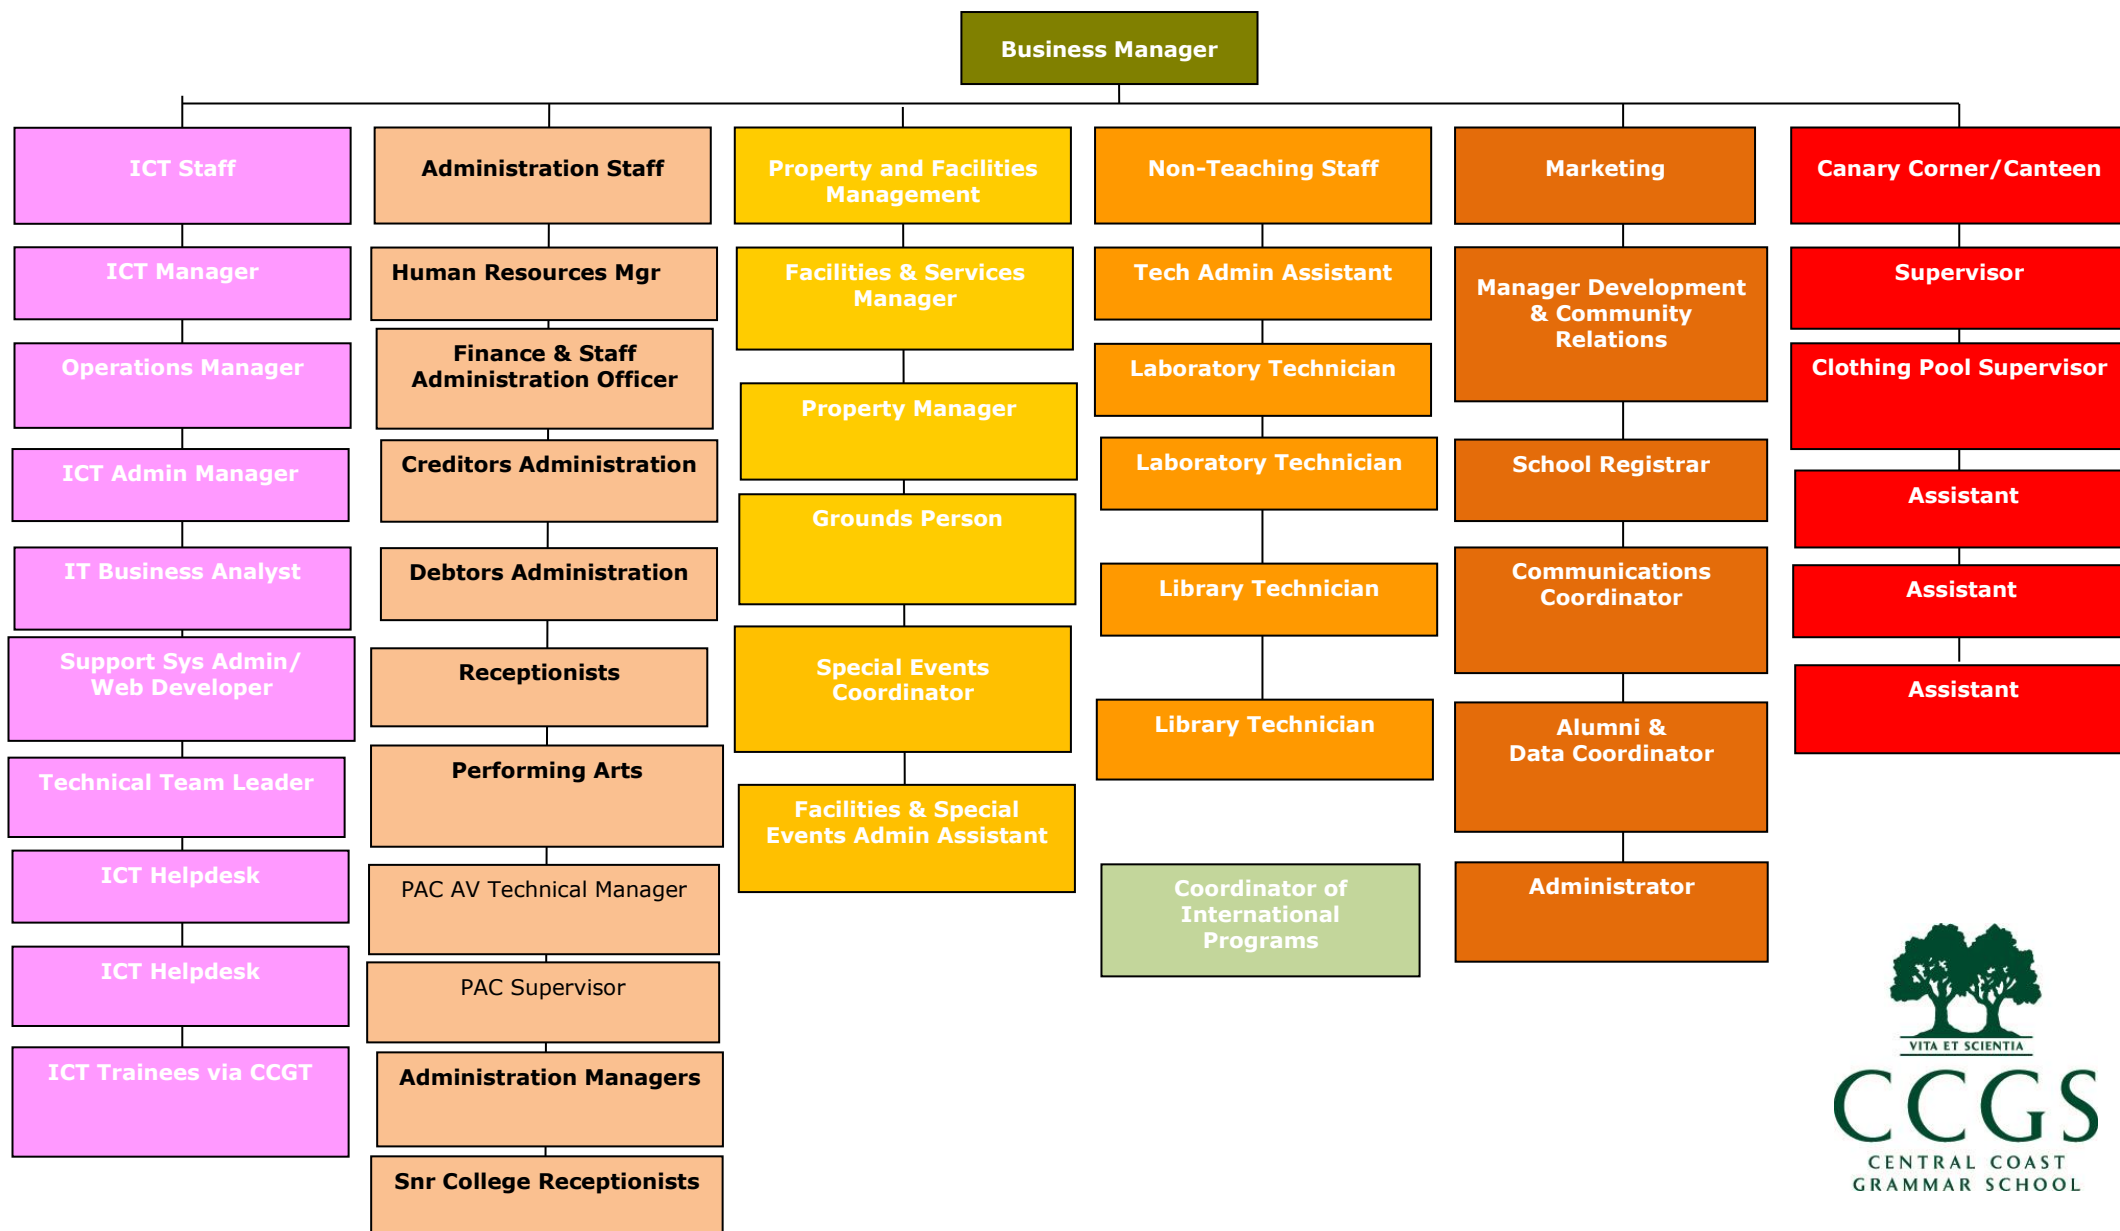 Business Manager
ICT Staff
ICT Manager
Operations Manager
ICT Admin Manager
IT Business Analyst
Support Sys Admin/
Web Developer
Technical Team Leader
ICT Helpdesk
ICT Helpdesk
ICT Trainees via CCGT
Administration Staff
Human Resources Mgr
Finance & Staff
Administration Officer
Creditors Administration
Debtors Administration
Receptionists
Performing Arts
PAC AV Technical Manager
PAC Supervisor
Administration Managers
Snr College Receptionists
Property and Facilities
Management
Facilities & Services
Manager
Property Manager
Grounds Person
Special Events
Coordinator
Facilities & Special
Events Admin Assistant
Non-Teaching Staff
Tech Admin Assistant
Laboratory Technician
Laboratory Technician
Library Technician
Library Technician
Coordinator of
International
Programs
Marketing
Manager Development
& Community
Relations
School Registrar
Communications
Coordinator
Alumni &
Data Coordinator
Administrator
Canary Corner/Canteen
Supervisor
Clothing Pool Supervisor
Assistant
Assistant
Assistant
VITA ET SCIENTIA
CCGS
CENTRAL COAST
GRAMMAR SCHOOL